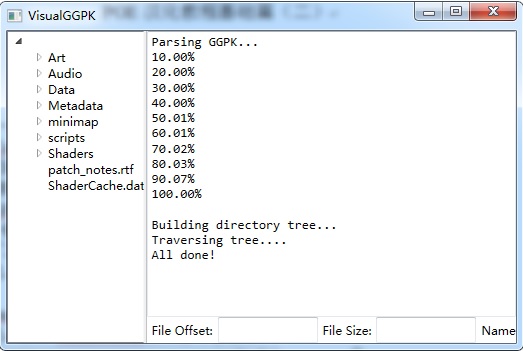 VisualGGPK
Art
Audio
Data
Metadata
minimap
scripts
Shaders
patch_notes.rtf
ShaderCache.dat
Parsing GGPK...
10.00%
20.00%
30.00%
40.00%
50.01%
60.01%
70.02%
80.03%
90.07%
100.00%
Building directory tree...
Traversing tree....
All done!
File Offset: File Size: Name